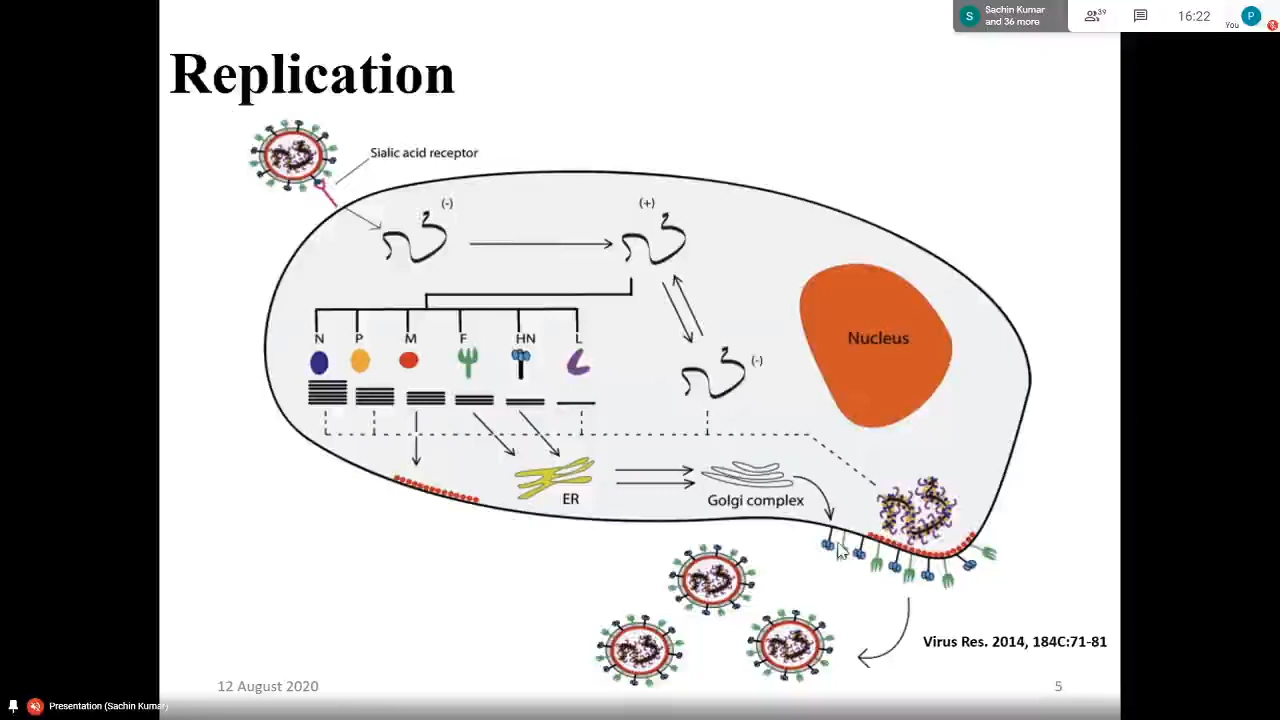 Sachin Kumar
and 36 more
S
39
16:22
You
P
Replication
Sialic acid receptor
(-)
(+)
N P M F HN L
Nucleus
(-)
ER
Golgi complex
Virus Res. 2014, 184C:71-81
12 August 2020
5
Presentation (Sachin Kumar)